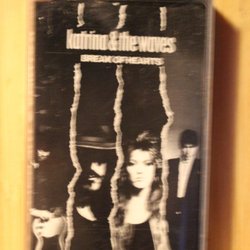 katrina & the waves
BREAK OF HEARTS